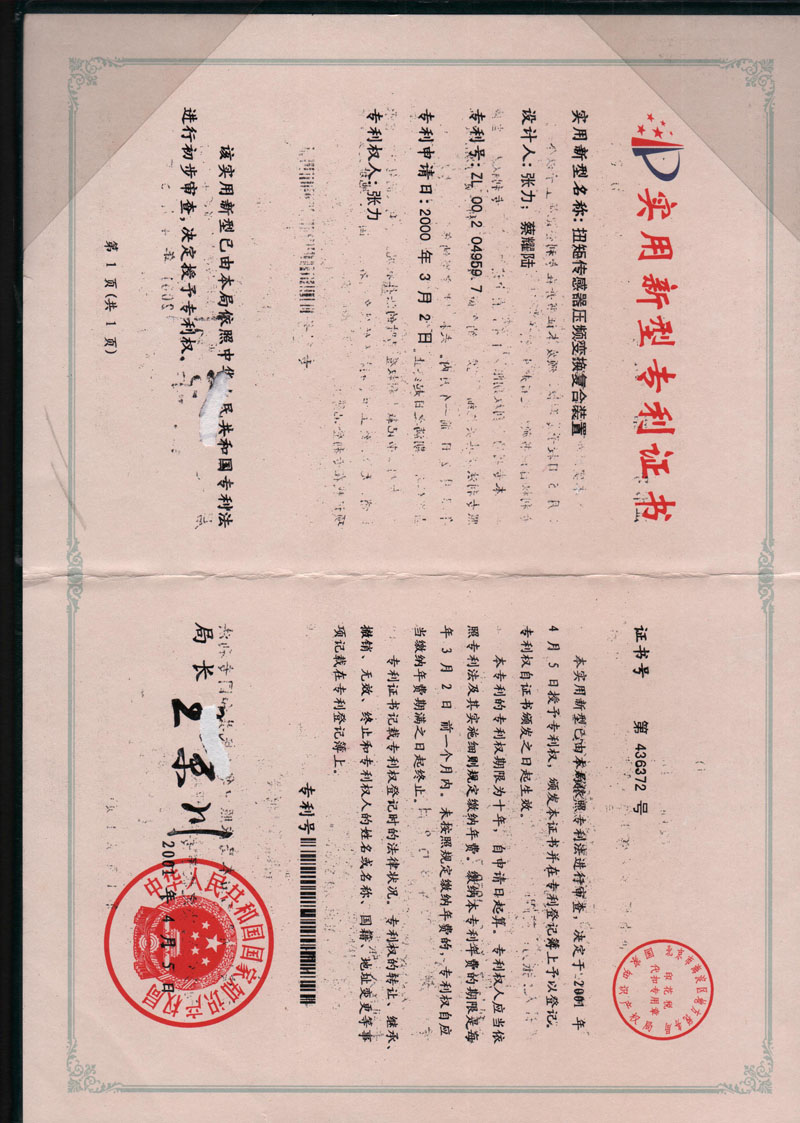 实用新型专利证书
实用新型名称:扭矩传感器压频变换复合装置
设计人:张力;蔡耀陆
专利号:ZL 00 2 04959.7
专利申请日:2000 年 3 月 2 日
专利权人:张力
该实用新型已由本局依照中华 民共和国专利法
进行初步审查,决定授予专利权。
第 1 页(共 1 页)
证书号 第 436372 号
本实用新型已由本局依照专利法进行审查,决定于 2001 年
4 月 5 日授予专利权,颁发本证书并在专利登记簿上予以登记。
专利权自证书颁发之日起生效。
本专利的专利权期限为十年,自申请日起算。专利权人应当依
照专利法及其实施细则规定缴纳年费。缴纳本专利年费的期限是每
年 3 月 2 日 前一个月内。未按照规定缴纳年费的,专利权自应
当缴纳年费期满之日起终止。
专利证书记载专利权登记时的法律状况。专利权的转让、继承、
撤销、无效、终止和专利权人的姓名或名称、国籍、地址变更等事
项记载在专利登记簿上。
专利号
局长
2001 年 4 月 5 日
中华人民共和国国家知识产权局
印花税
代扣专用章
国家知识产权局